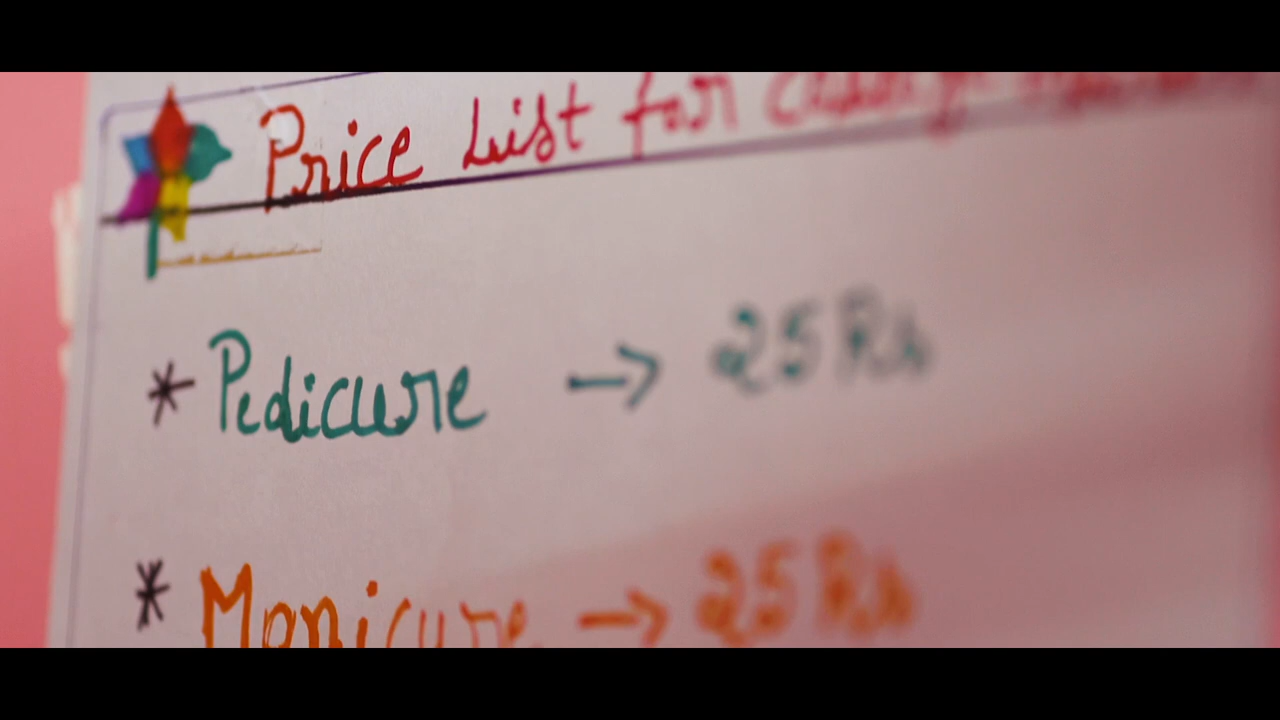 Price List for
* Pedicure → 25 Rs
* Manicure → 25 Rs